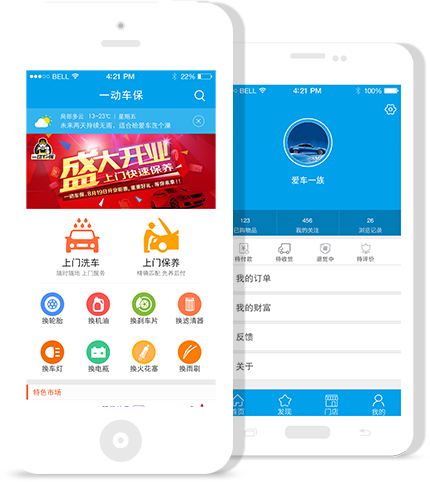 BELL 4:21 PM 22%
一动车保
局部多云 13~23℃ | 星期五
未来两天持续无雨，适合给爱车洗个澡
一动车保
盛大开业!
上门快速保养
上门洗车
随时随地 上门服务
上门保养
精确匹配 先养后付
换轮胎
换机油
换刹车片
换滤清器
换车灯
换电瓶
换火花塞
换雨刷
特色市场
BELL 4:21 PM 100%
爱车一族
123
已购物品
456
我的关注
26
浏览记录
待付款
待收货
退货中
待评价
我的订单
我的财富
反馈
关于
首页
发现
门店
我的